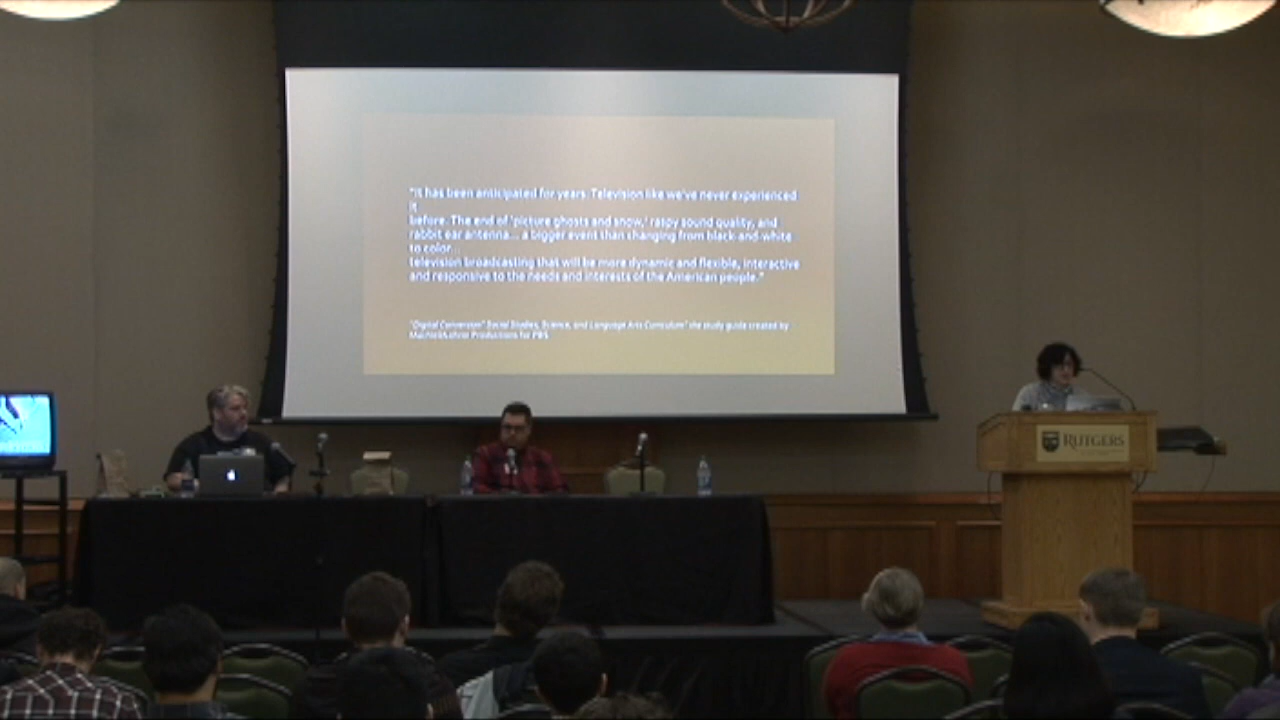 "It has been anticipated for years. Television like we've never experienced
it
before. The end of 'picture ghosts and snow,' raspy sound quality, and
rabbit ear antenna... a bigger event than changing from black-and-white
to color...
television broadcasting that will be more dynamic and flexible, interactive
and responsive to the needs and interests of the American people."
"Digital Conversion" Social Studies, Science, and Language Arts Curriculum" the study guide created by
Productions for PBS
RUTGERS